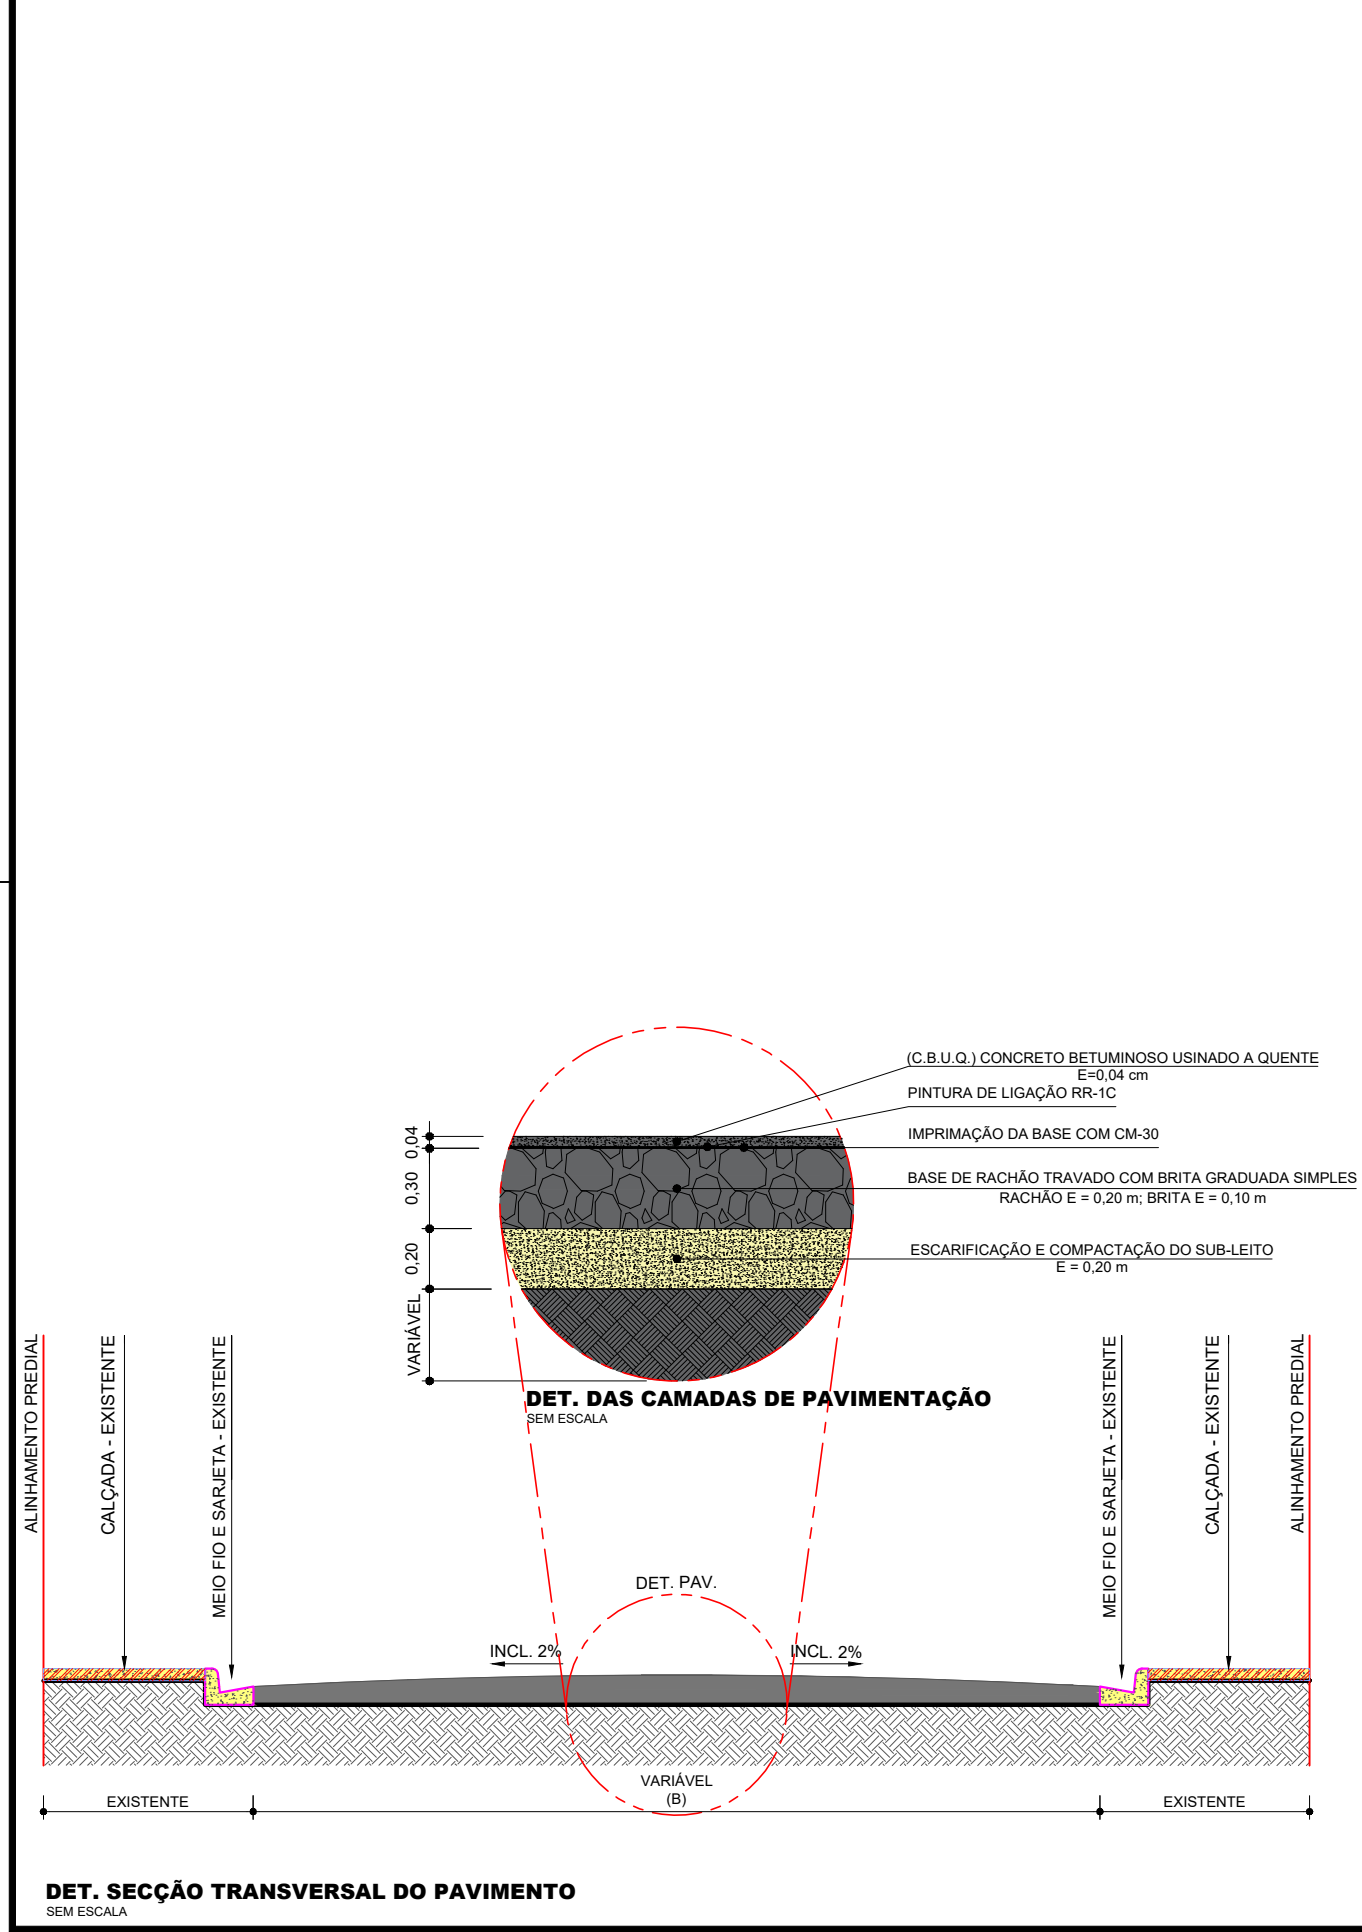 (C.B.U.Q.) CONCRETO BETUMINOSO USINADO A QUENTE
E=0,04 cm
PINTURA DE LIGAÇÃO RR-1C
IMPRIMAÇÃO DA BASE COM CM-30
BASE DE RACHÃO TRAVADO COM BRITA GRADUADA SIMPLES
RACHÃO E = 0,20 m; BRITA E = 0,10 m
ESCARIFICAÇÃO E COMPACTAÇÃO DO SUB-LEITO
E = 0,20 m
0,04
0,30
0,20
VARIÁVEL
DET. DAS CAMADAS DE PAVIMENTAÇÃO
SEM ESCALA
ALINHAMENTO PREDIAL
CALÇADA - EXISTENTE
MEIO FIO E SARJETA - EXISTENTE
MEIO FIO E SARJETA - EXISTENTE
CALÇADA - EXISTENTE
ALINHAMENTO PREDIAL
DET. PAV.
INCL. 2%
INCL. 2%
EXISTENTE
VARIÁVEL
(B)
EXISTENTE
DET. SECÇÃO TRANSVERSAL DO PAVIMENTO
SEM ESCALA